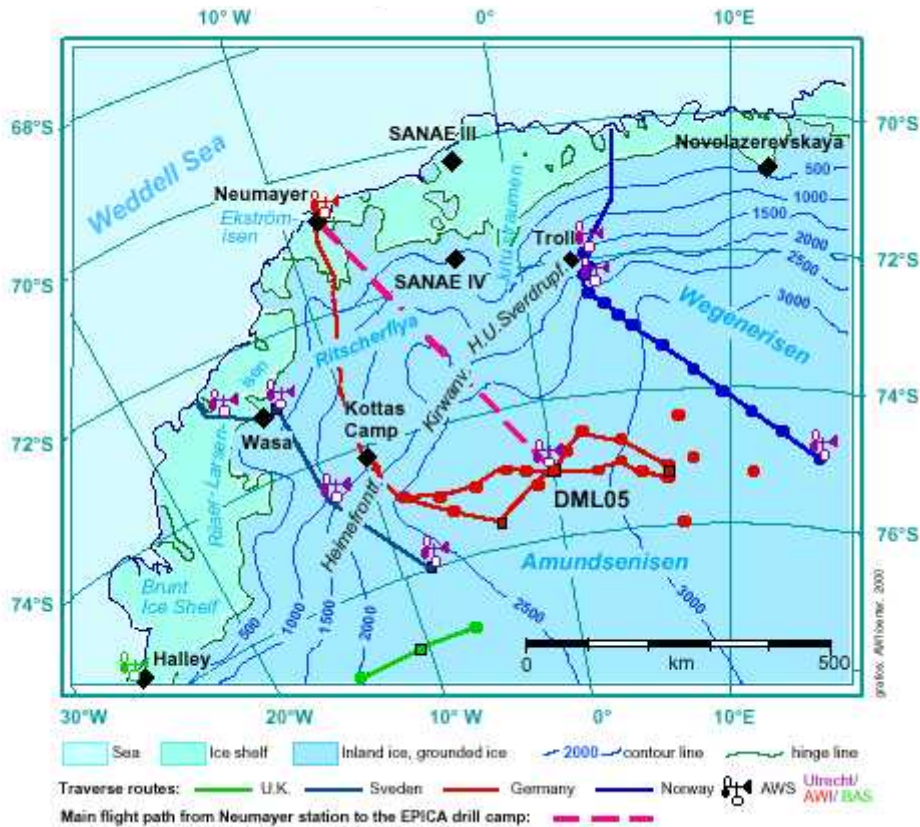 10° W 0° 10°E
68°S
70°S
SANAE III
Novolazerevskaya
500
Weddell Sea
Neumayer
1000
Ekström-
isen
1500
Jutulstraumen
Troll
2000
72°S
SANAE IV
2500
70°S
H.U.Sverdrupf.
3000
Wegenerisen
Ritscherflya
500
Kirwanv.
74°S
Kottas
Camp
72°S
Wasa
Riiser-Larsen-
DML05
Heimefrontf.
76°S
Amundsenisen
Brunt
Ice Shelf
74°S
500
1000
1500
2000
2500
3000
Halley
0 km 500
30°W 20°W 10°W 0° 10°E
Sea Ice shelf Inland ice, grounded ice 2000 contour line hinge line
Traverse routes: U.K. Sweden Germany Norway AWS Utrecht/
AWI/ BAS
Main flight path from Neumayer station to the EPICA drill camp: